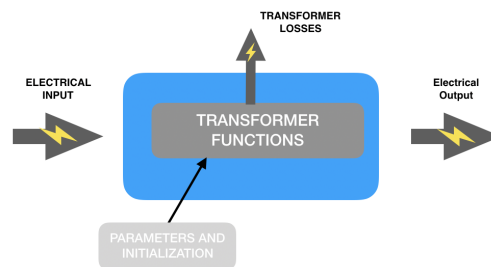 TRANSFORMER
LOSSES
ELECTRICAL
INPUT
Electrical
Output
TRANSFORMER
FUNCTIONS
PARAMETERS AND
INITIALIZATION